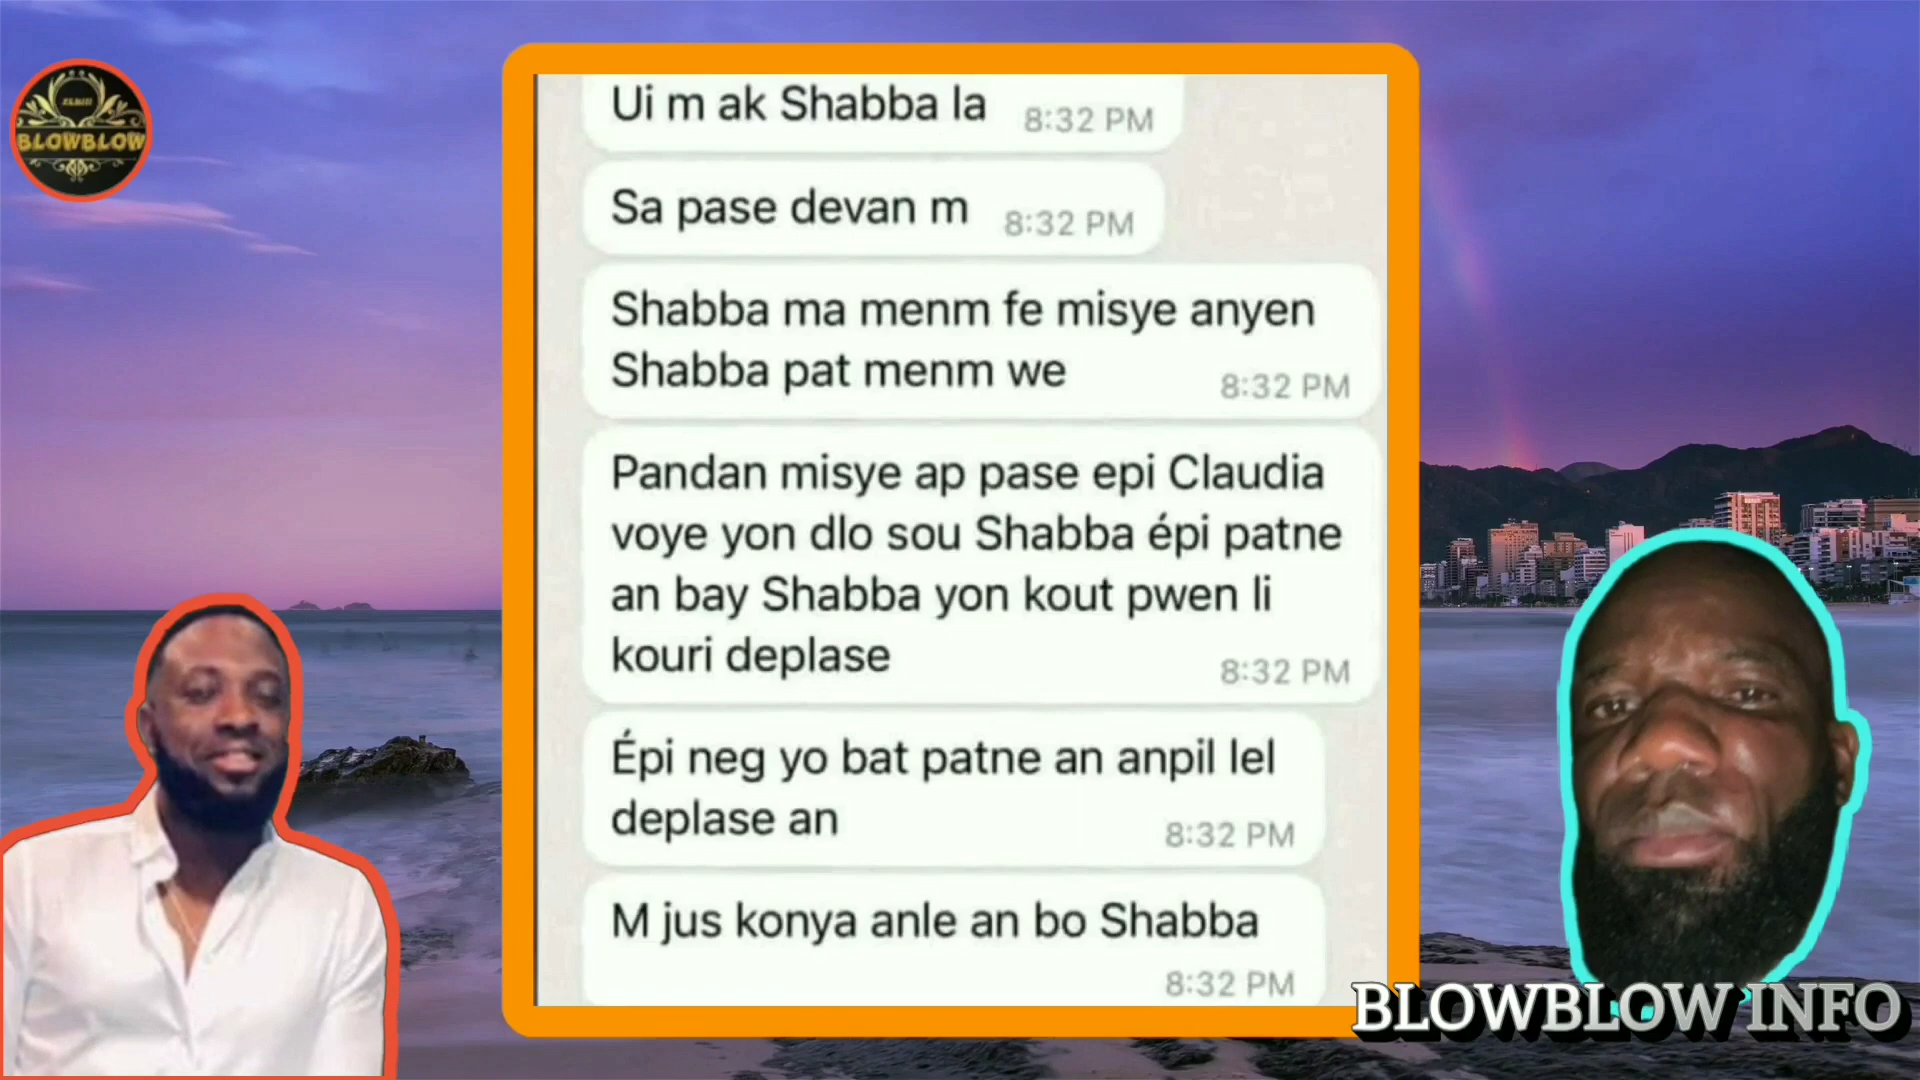 BLOWBLOW
Ui m ak Shabba la 8:32 PM
Sa pase devan m 8:32 PM
Shabba ma menm fe misye anyen
Shabba pat menm we 8:32 PM
Pandan misye ap pase epi Claudia
voye yon dlo sou Shabba épi patne
an bay Shabba yon kout pwen li
kouri deplase 8:32 PM
Épi neg yo bat patne an anpil lel
deplase an 8:32 PM
M jus konya anle an bo Shabba
8:32 PM
BLOWBLOW INFO